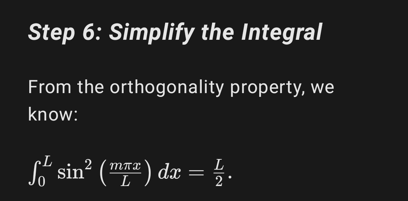 Step 6: Simplify the Integral
From the orthogonality property, we
know:
∫₀ᴸ sin² (mπx/L) dx = L/2.